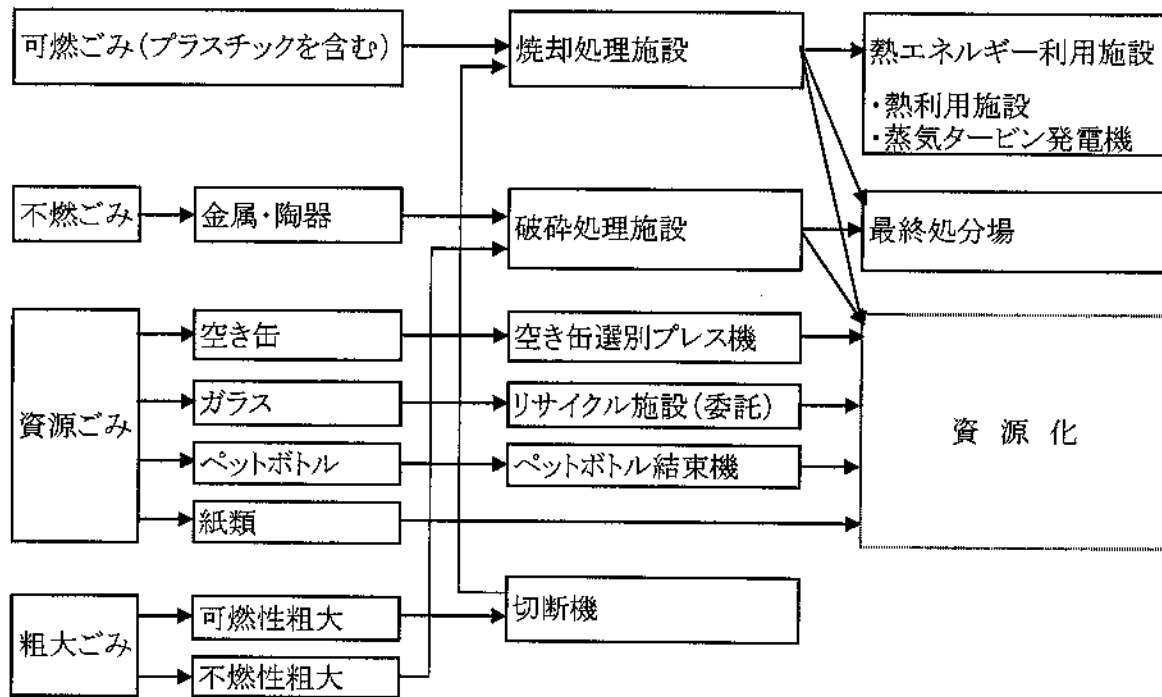 可燃ごみ(プラスチックを含む)
焼却処理施設
熱エネルギー利用施設
・熱利用施設
・蒸気タービン発電機
不燃ごみ
金属・陶器
破砕処理施設
最終処分場
資源ごみ
空き缶
空き缶選別プレス機
ガラス
リサイクル施設(委託)
ペットボトル
ペットボトル結束機
紙類
資源化
粗大ごみ
可燃性粗大
切断機
不燃性粗大